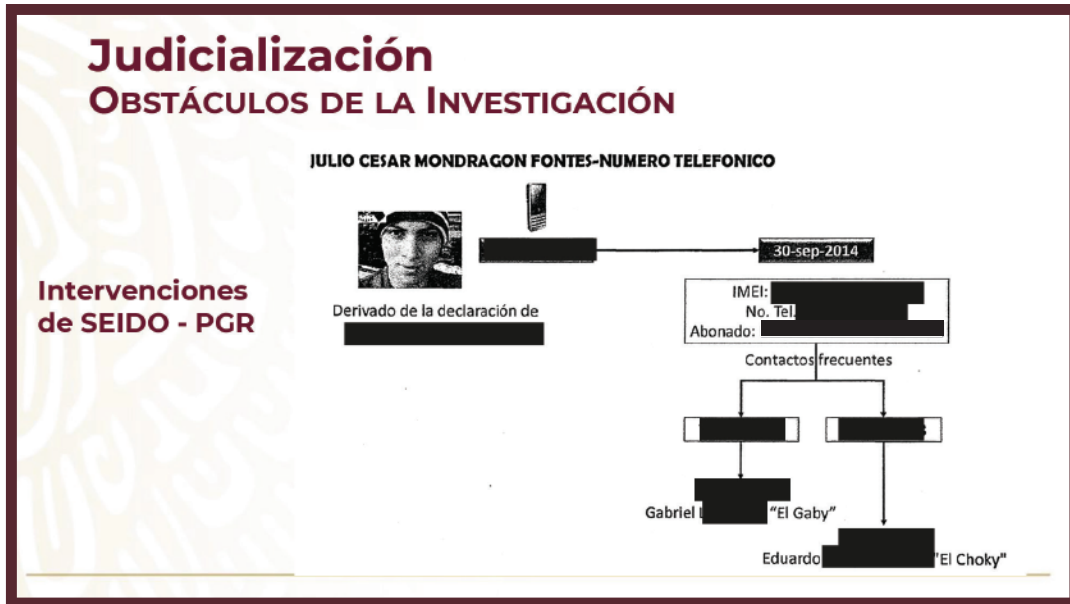 Judicialización
OBSTÁCULOS DE LA INVESTIGACIÓN
JULIO CESAR MONDRAGON FONTES-NUMERO TELEFONICO
30-sep-2014
Intervenciones
de SEIDO - PGR
Derivado de la declaración de
IMEI:
No. Tel.
Abonado:
Contactos frecuentes
Gabriel L "El Gaby"
Eduardo "El Choky"